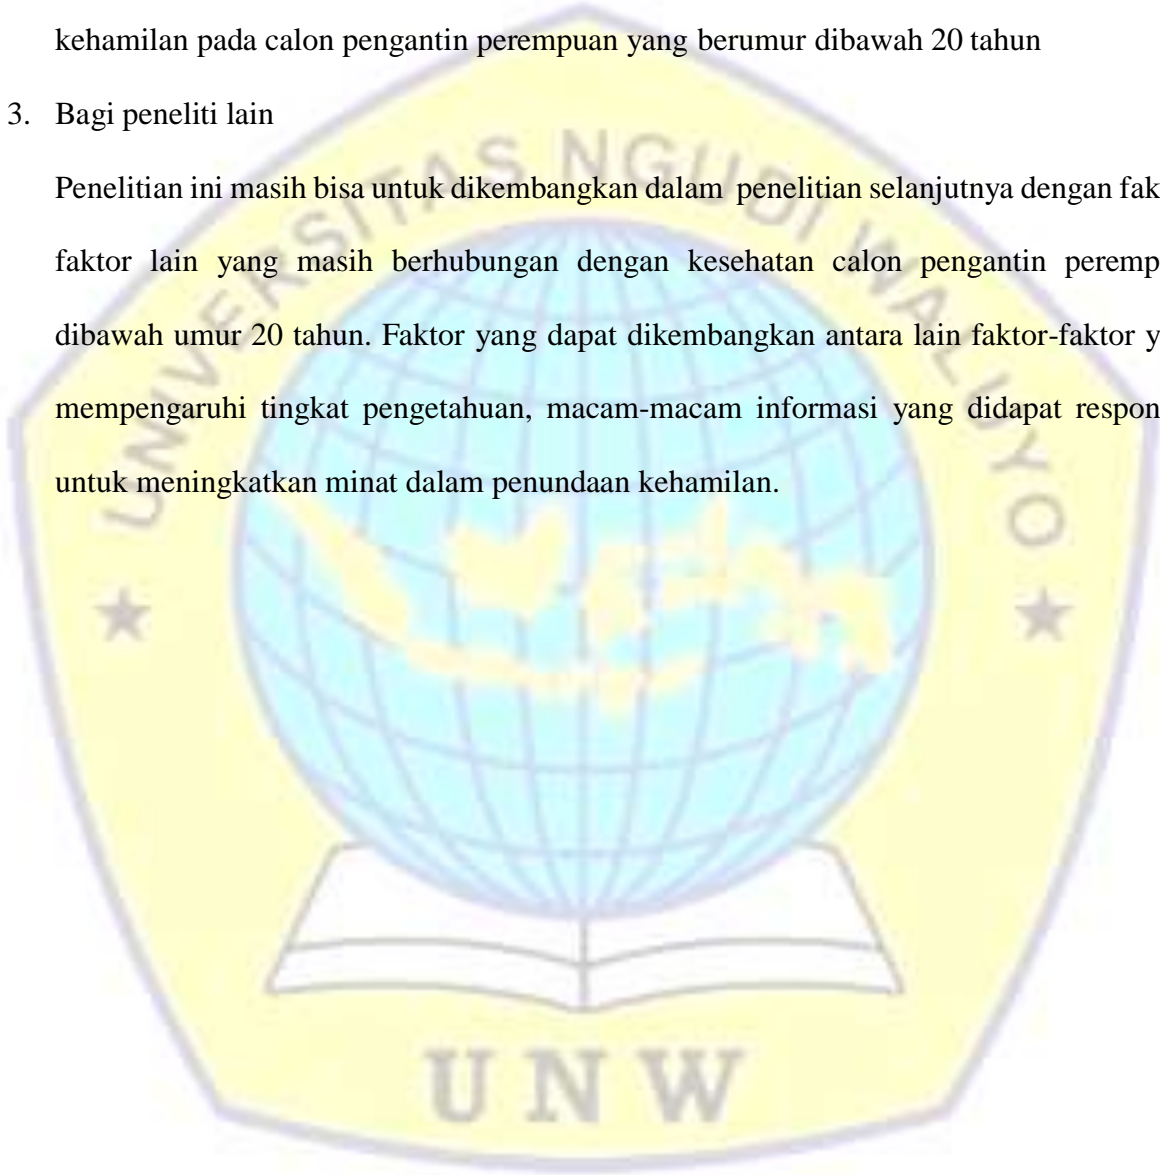 kehamilan pada calon pengantin perempuan yang berumur dibawah 20 tahun
3. Bagi peneliti lain
Penelitian ini masih bisa untuk dikembangkan dalam penelitian selanjutnya dengan fak
faktor lain yang masih berhubungan dengan kesehatan calon pengantin peremp
dibawah umur 20 tahun. Faktor yang dapat dikembangkan antara lain faktor-faktor y
mempengaruhi tingkat pengetahuan, macam-macam informasi yang didapat respon
untuk meningkatkan minat dalam penundaan kehamilan.
UNIVERSITAS NGUDI WALUYO
UNW